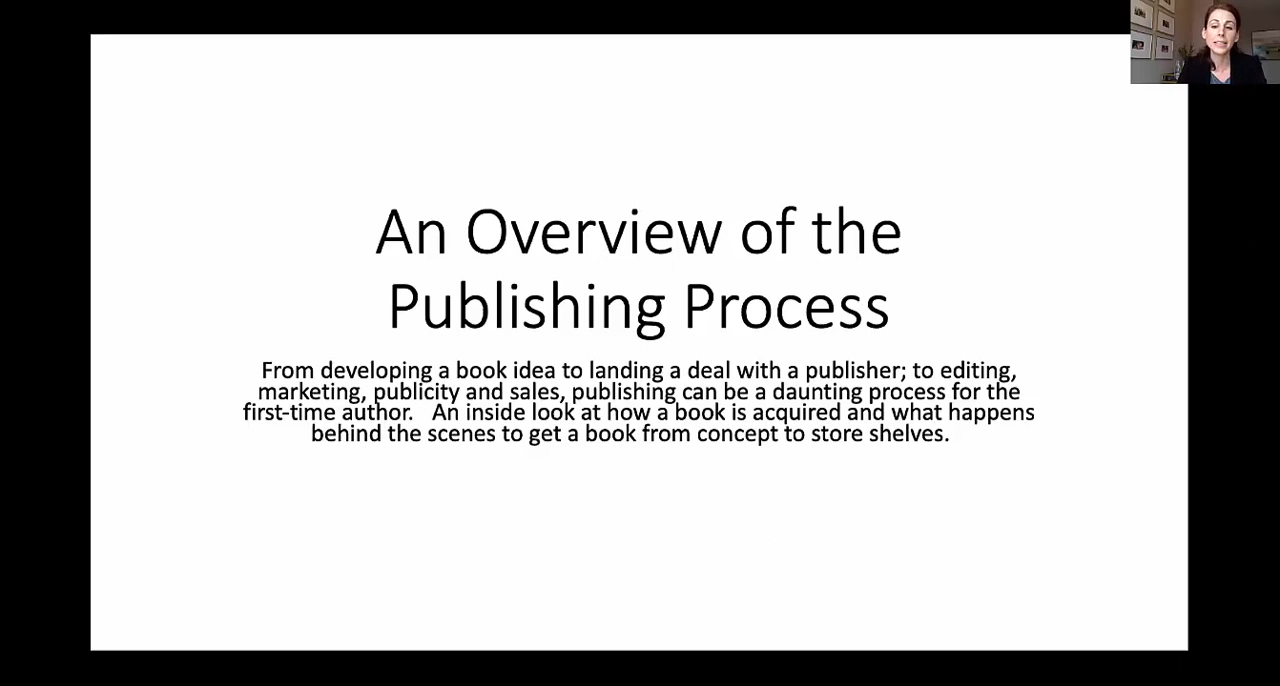 An Overview of the
Publishing Process
From developing a book idea to landing a deal with a publisher; to editing,
marketing, publicity and sales, publishing can be a daunting process for the
first-time author.   An inside look at how a book is acquired and what happens
behind the scenes to get a book from concept to store shelves.